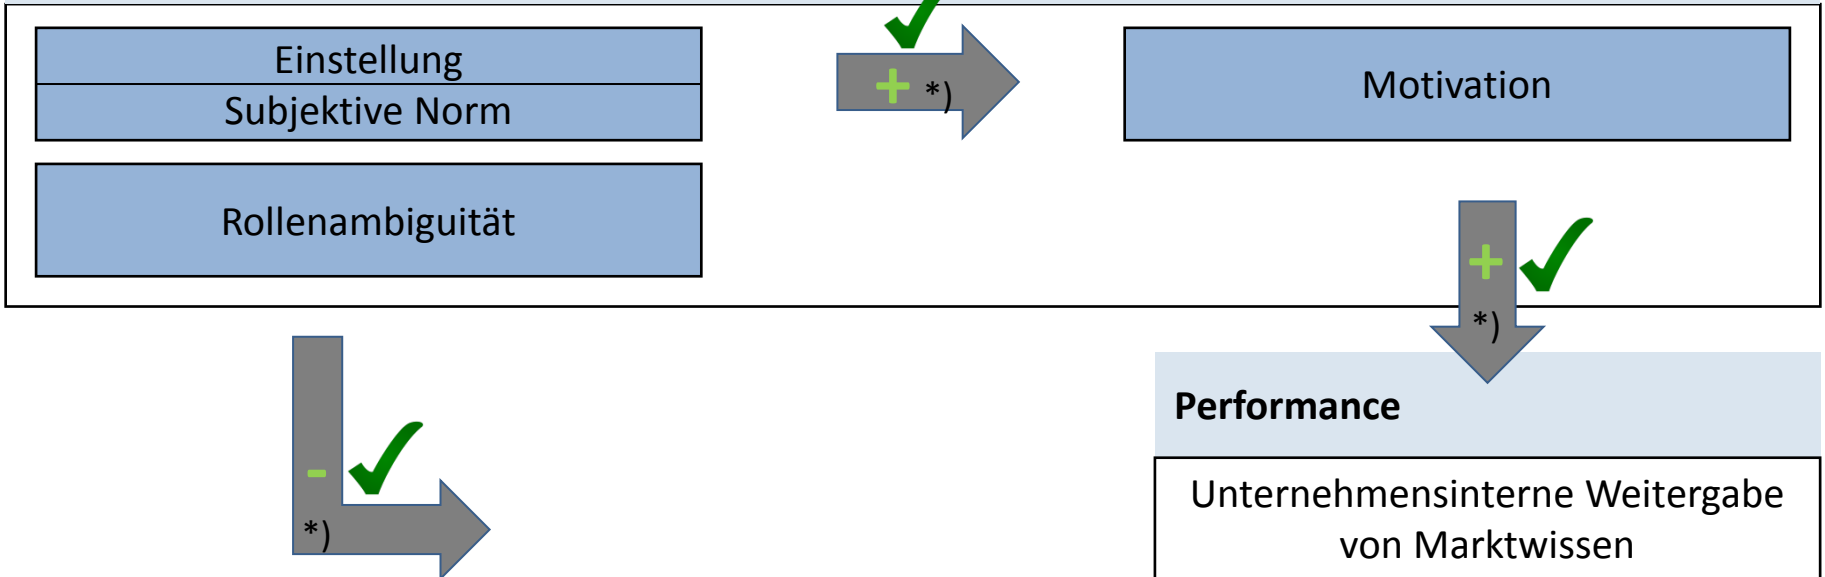 Einstellung
Subjektive Norm
+ *)
Motivation
Rollenambiguität
+
*)
Performance
-
*)
Unternehmensinterne Weitergabe
von Marktwissen